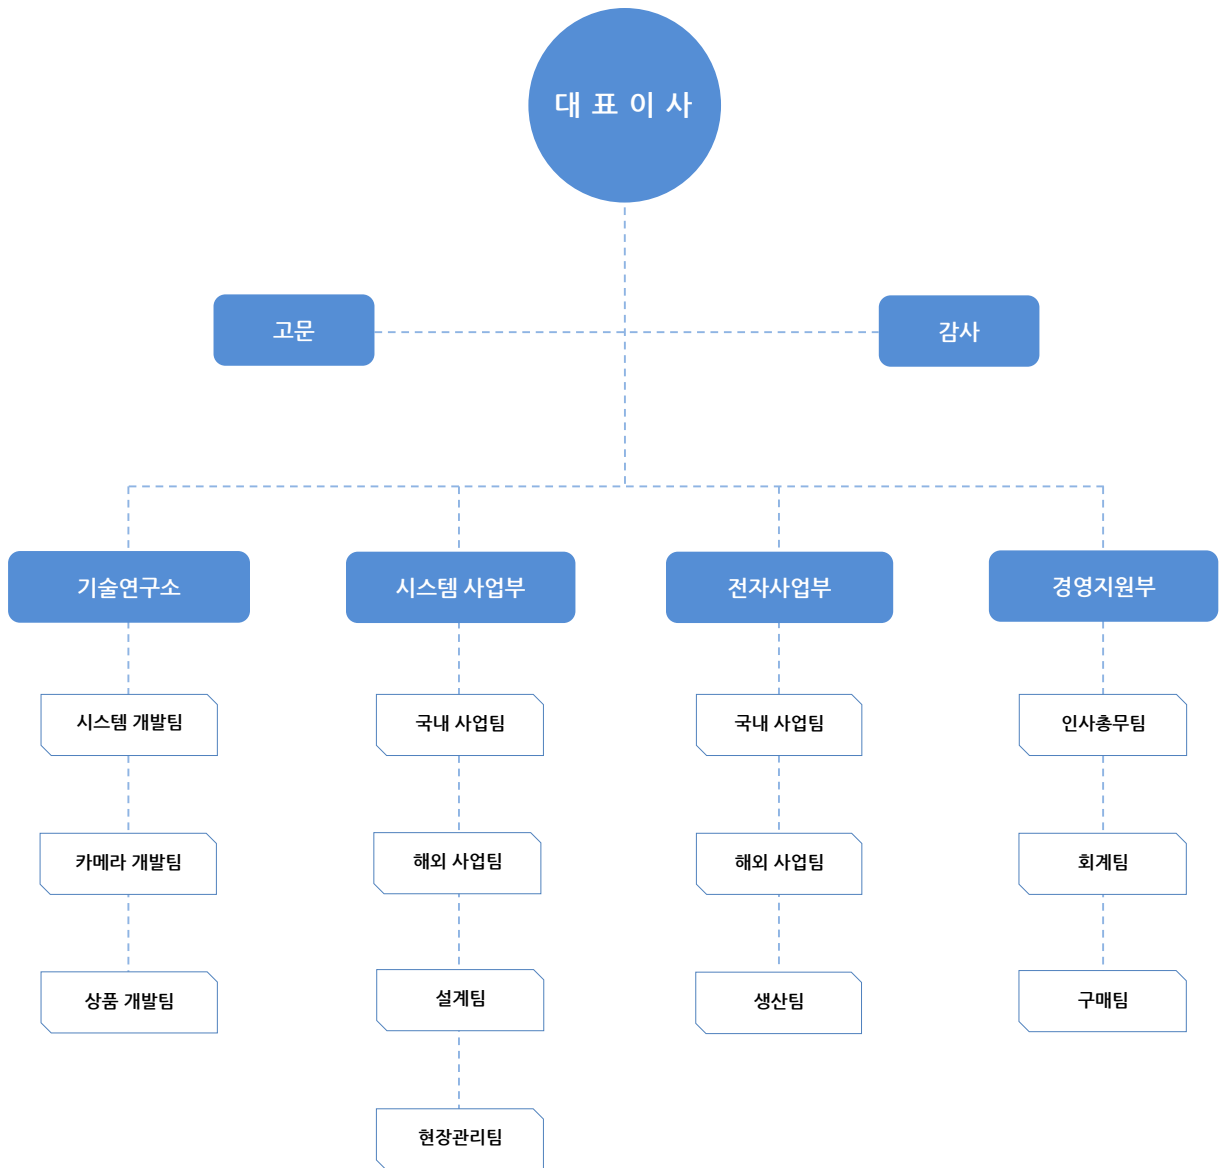 대 표 이 사
고문
감사
기술연구소
시스템 사업부
전자사업부
경영지원부
시스템 개발팀
국내 사업팀
국내 사업팀
인사총무팀
카메라 개발팀
해외 사업팀
해외 사업팀
회계팀
상품 개발팀
설계팀
생산팀
구매팀
현장관리팀